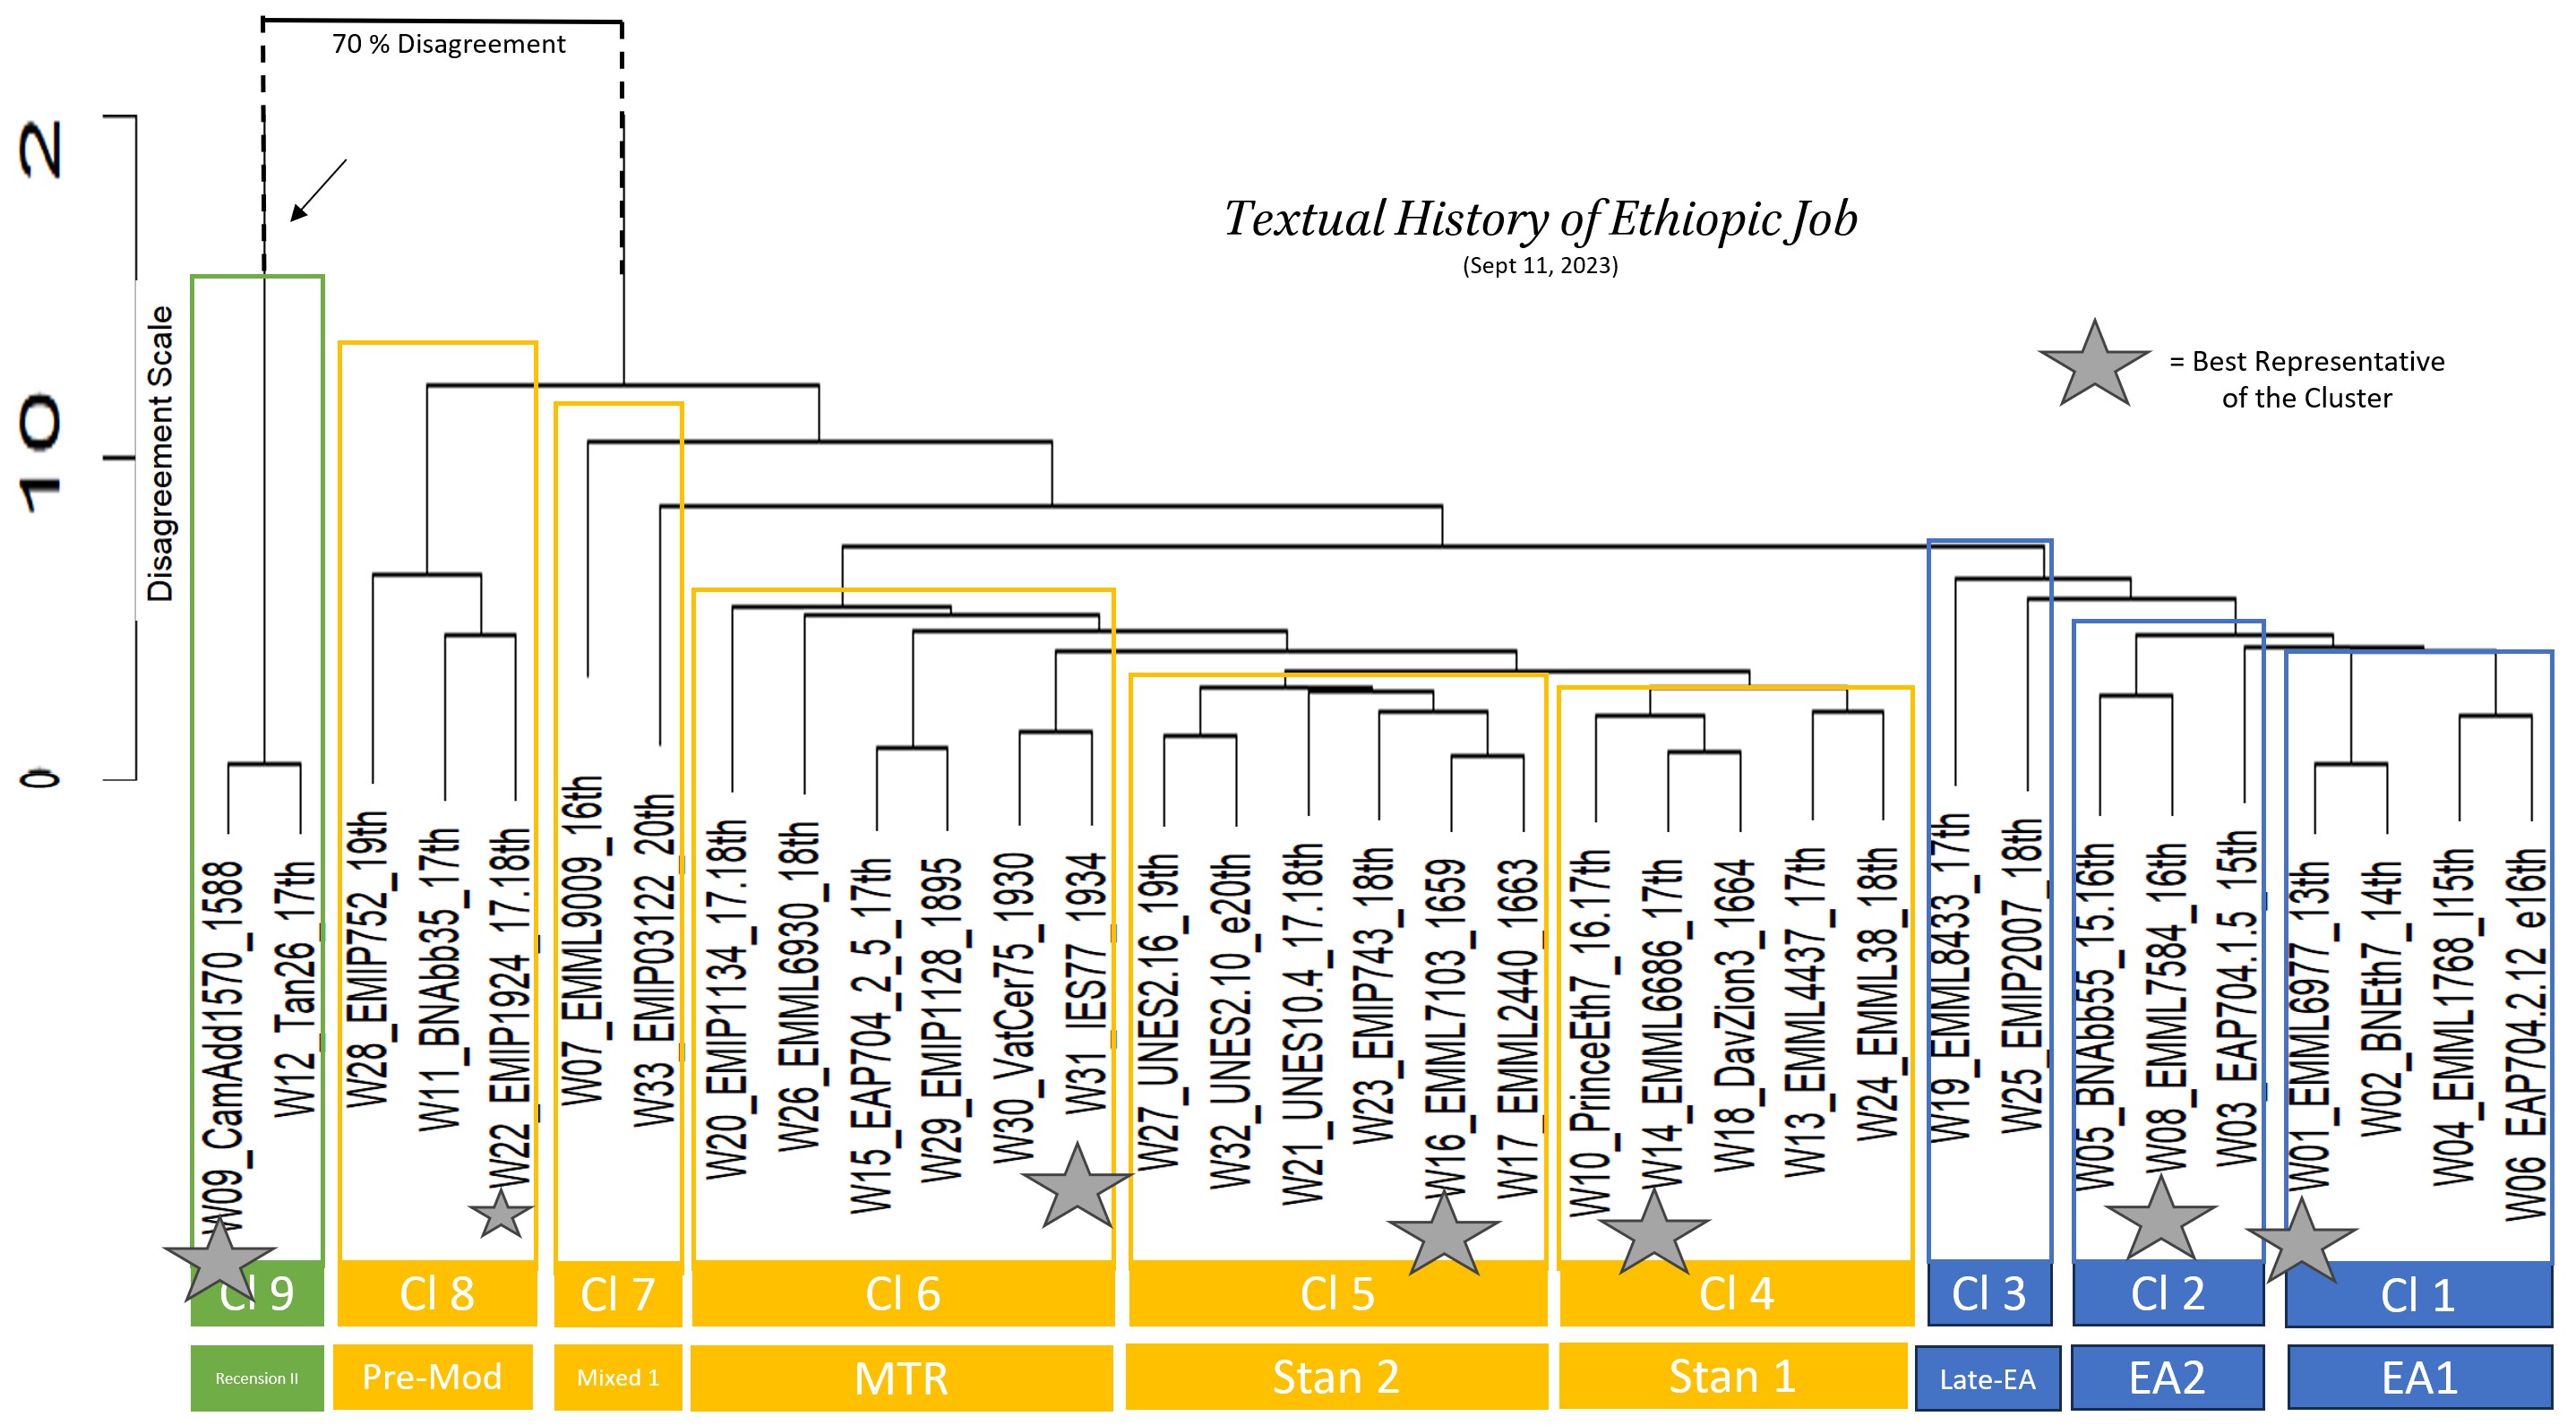 70 % Disagreement
2
10
0
Disagreement Scale
Textual History of Ethiopic Job
(Sept 11, 2023)
= Best Representative
of the Cluster
W09_CamAdd1570_1588
W12_Tan26_17th
W28_EMIP752_19th
W11_BNAbb35_17th
W22_EMIP1924_17.18th
W07_EMML9009_16th
W33_EMIP03122_20th
W20_EMIP1134_17.18th
W26_EMML6930_18th
W15_EAP704_2_5_17th
W29_EMIP1128_1895
W30_VatCer75_1930
W31_IES77_1934
W27_UNES2.16_19th
W32_UNES2.10_e20th
W21_UNES10.4_17.18th
W23_EMIP743_18th
W16_EMML7103_1659
W17_EMML2440_1663
W10_PrinceEth7_16.17th
W14_EMML6686_17th
W18_DavZion3_1664
W13_EMML4437_17th
W24_EMML38_18th
W19_EMML8433_17th
W25_EMIP2007_18th
W05_BNAbb55_15.16th
W08_EMML7584_16th
W03_EAP704.1.5_15th
W01_EMML6977_13th
W02_BNEth7_14th
W04_EMML1768_l15th
W06_EAP704.2.12_e16th
Cl 9
Cl 8
Cl 7
Cl 6
Cl 5
Cl 4
Cl 3
Cl 2
Cl 1
Recension II
Pre-Mod
Mixed 1
MTR
Stan 2
Stan 1
Late-EA
EA2
EA1